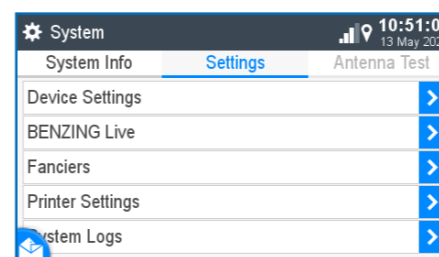 System
10:51:0
13 May 202
System Info
Settings
Antenna Test
Device Settings
BENZING Live
Fanciers
Printer Settings
System Logs